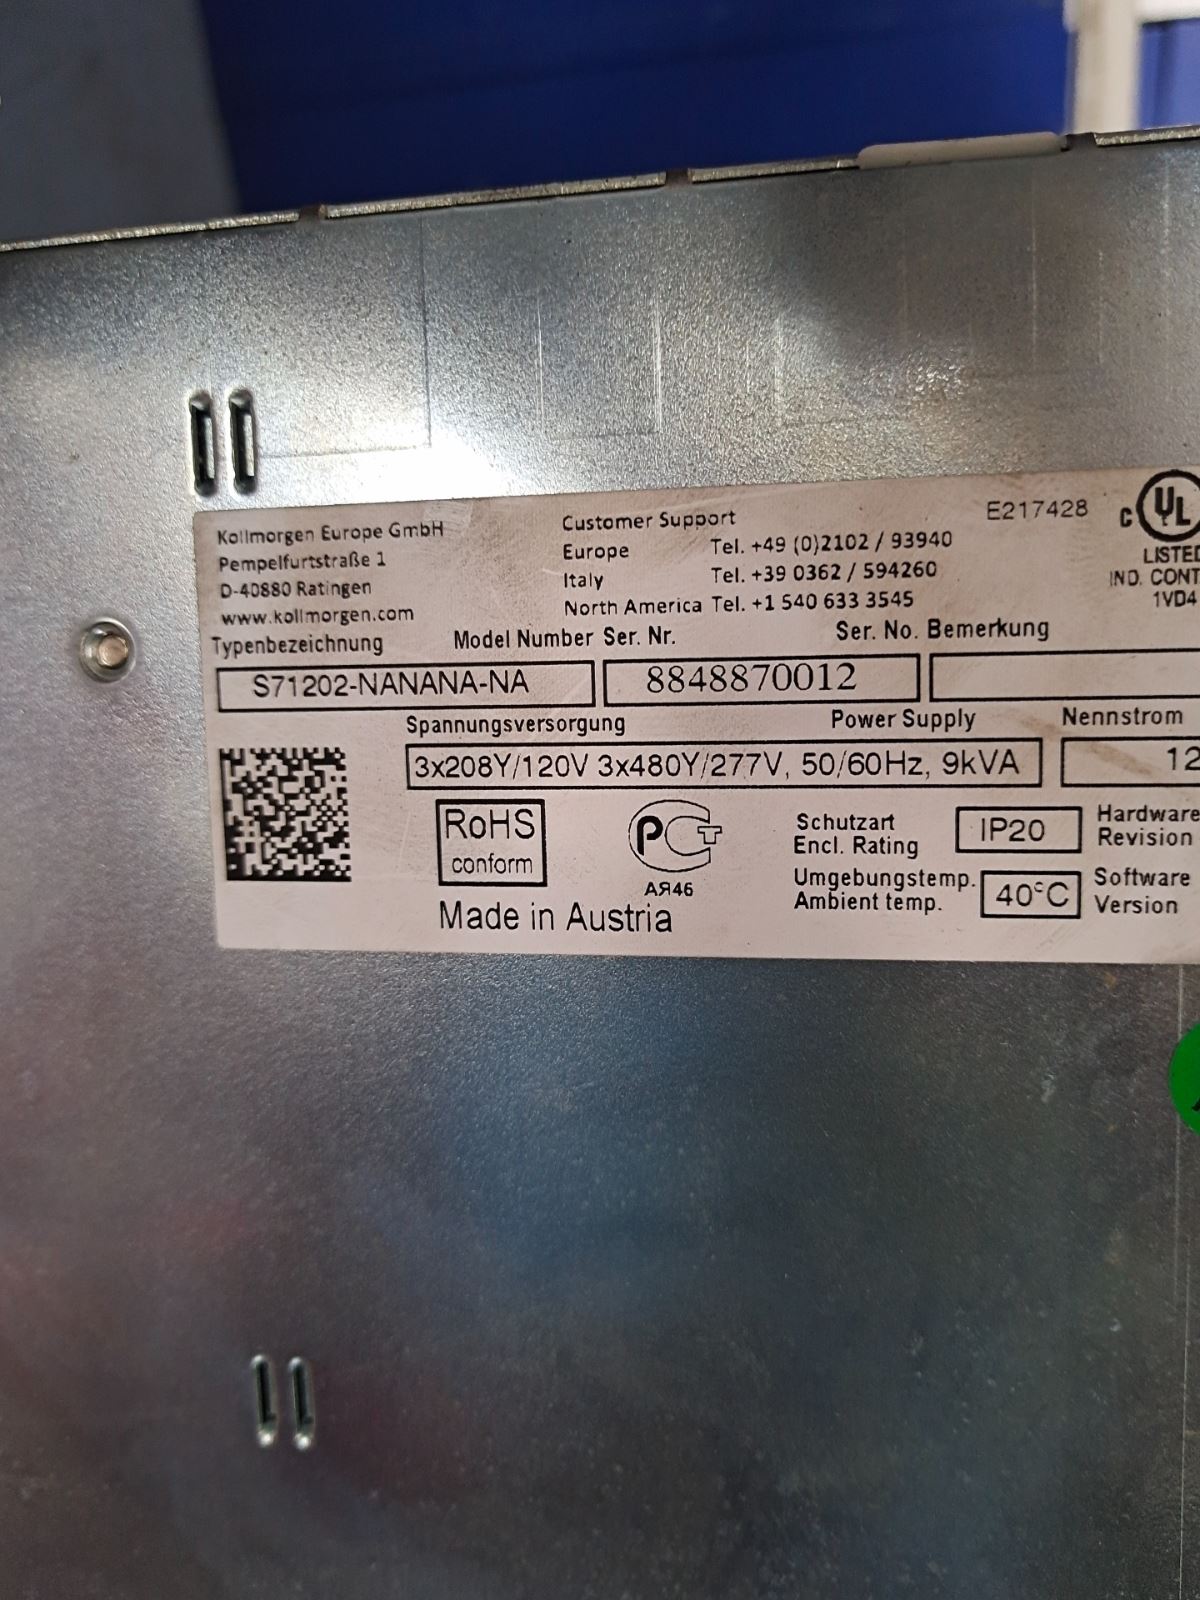 Kollmorgen Europe GmbH
Pempelfurtstraße 1
D-40880 Ratingen
www.kollmorgen.com
Customer Support
Europe Tel. +49 (0)2102 / 93940
Italy Tel. +39 0362 / 594260
North America Tel. +1 540 633 3545
E217428
C UL
LISTED
IND. CONT
1VD4
Typenbezeichnung Model Number Ser. Nr. Ser. No. Bemerkung
S71202-NANANA-NA 8848870012
Spannungsversorgung Power Supply Nennstrom
3x208Y/120V 3x480Y/277V, 50/60Hz, 9kVA 12
RoHS
conform
РСТ
АЯ46
Made in Austria
Schutzart
Encl. Rating
IP20
Hardware
Revision
Umgebungstemp.
Ambient temp.
40°C
Software
Version